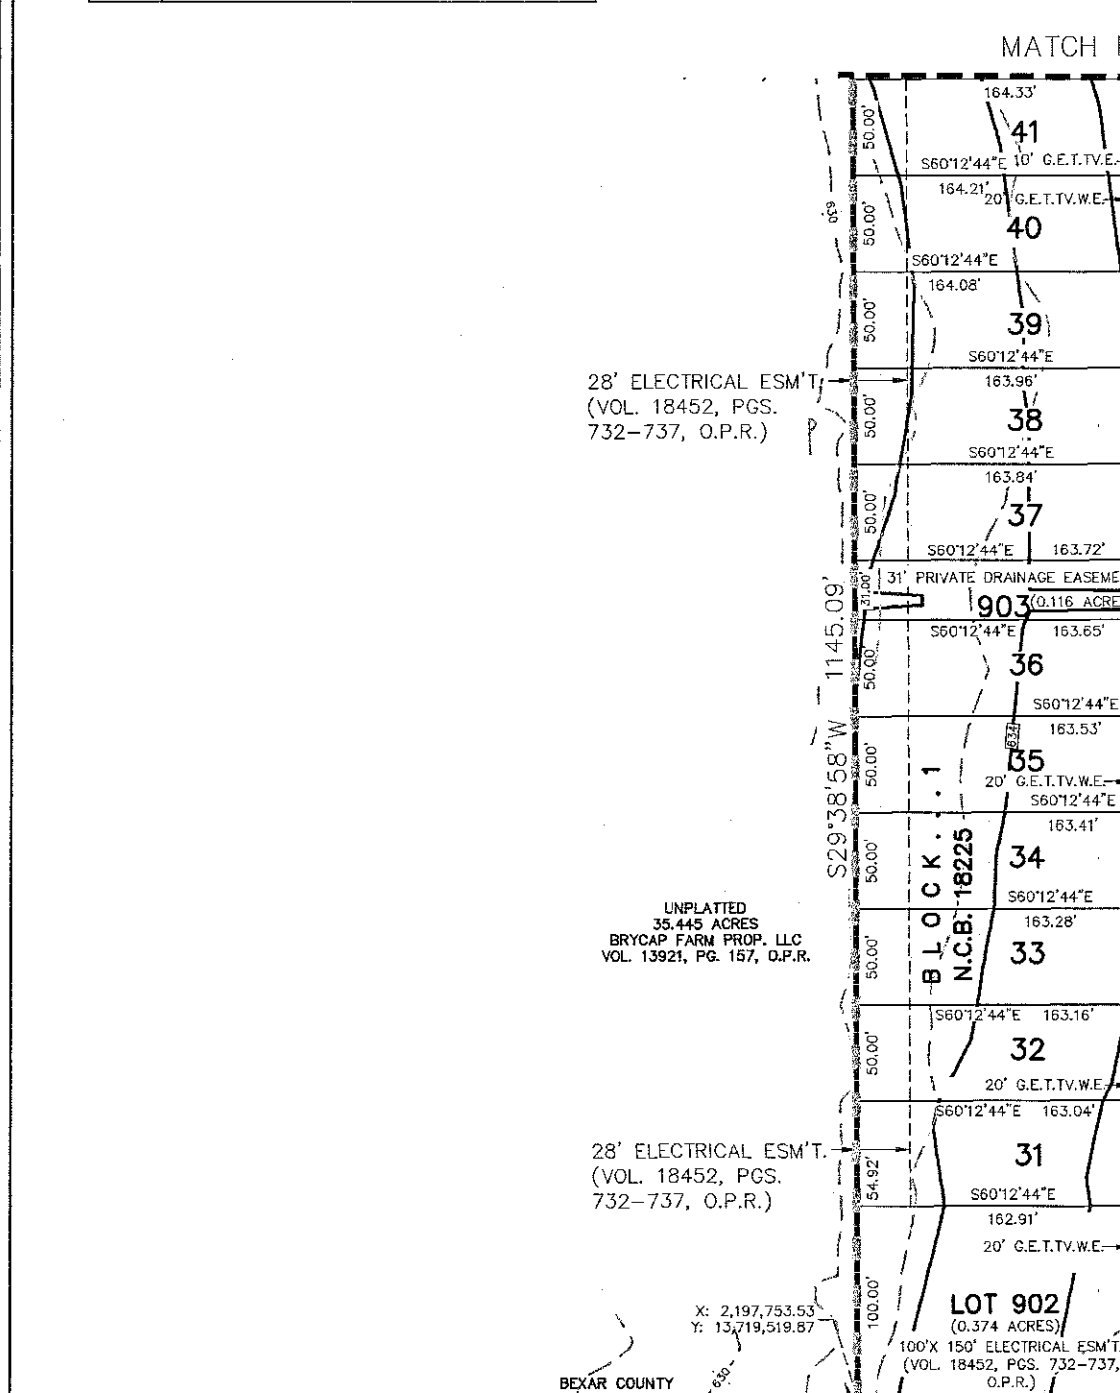 MATCH
164.33'
50.00'
41
S60°12'44"E
10' G.E.T.TV.E.
164.21'
20' G.E.T.TV.W.E.
50.00'
40
630
S60°12'44"E
164.08'
50.00'
39
S60°12'44"E
28' ELECTRICAL ESM'T.
(VOL. 18452, PGS.
732-737, O.P.R.)
163.96'
50.00'
38
S60°12'44"E
163.84'
50.00'
37
S60°12'44"E
163.72'
31' PRIVATE DRAINAGE EASEME
31.00'
903
(0.116 ACRE
S60°12'44"E
163.65'
S29°38'58"W 1145.09'
50.00'
36
S60°12'44"E
163.53'
634
50.00'
35
20' G.E.T.TV.W.E.
S60°12'44"E
163.41'
BLOCK...1
N.C.B. 18225
50.00'
34
S60°12'44"E
163.28'
UNPLATTED
35.445 ACRES
BRYCAP FARM PROP. LLC
VOL. 13921, PG. 157, O.P.R.
50.00'
33
S60°12'44"E
163.16'
50.00'
32
20' G.E.T.TV.W.E.
S60°12'44"E
163.04'
28' ELECTRICAL ESM'T.
(VOL. 18452, PGS.
732-737, O.P.R.)
54.92'
31
S60°12'44"E
162.91'
20' G.E.T.TV.W.E.
100.00'
LOT 902
(0.374 ACRES)
100'X 150' ELECTRICAL ESM'T
(VOL. 18452, PGS. 732-737,
O.P.R.)
X: 2,197,753.53
Y: 13,719,519.87
630
BEXAR COUNTY